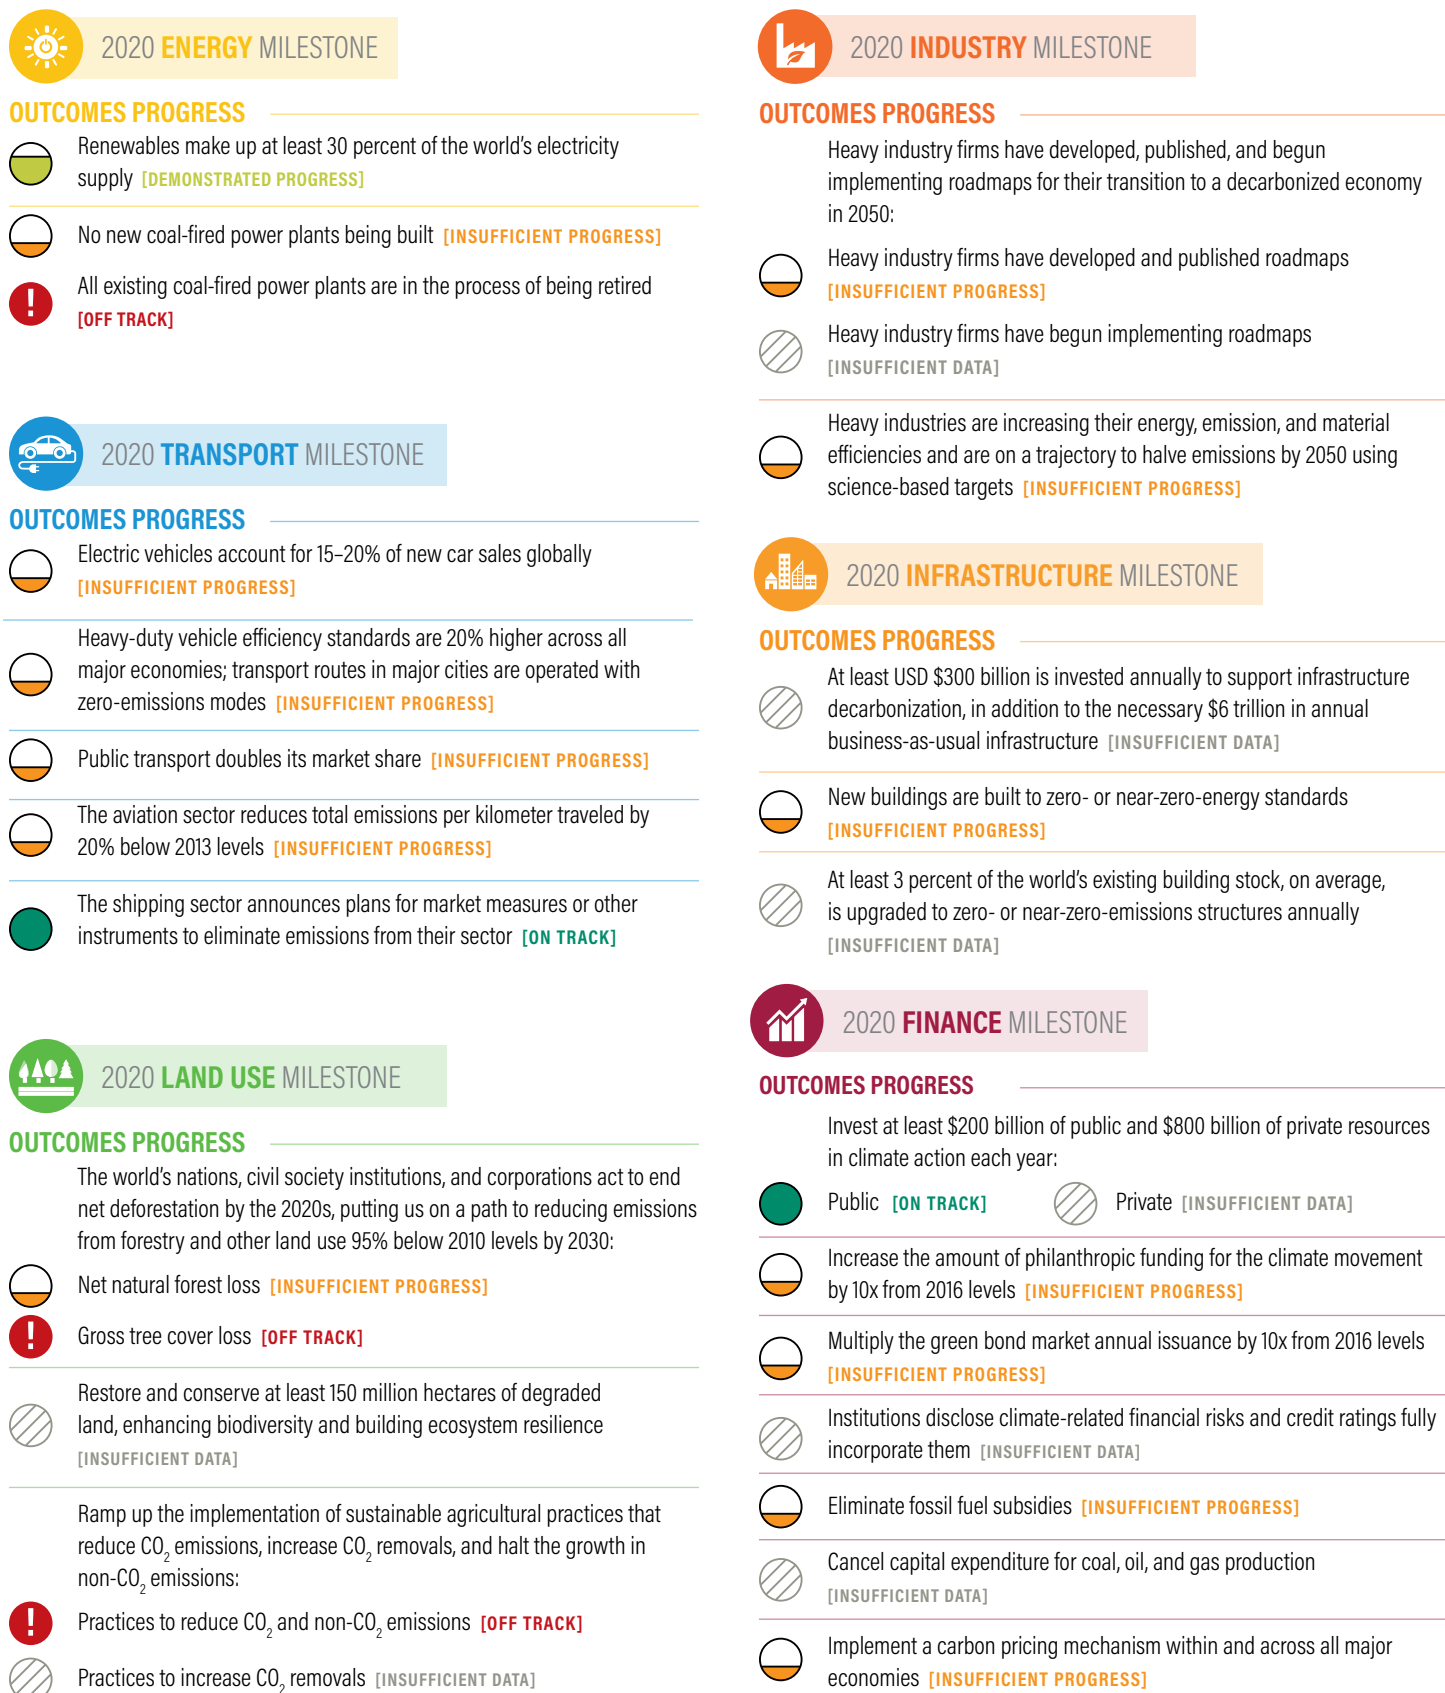 2020 ENERGY MILESTONE
OUTCOMES PROGRESS
Renewables make up at least 30 percent of the world's electricity
supply [DEMONSTRATED PROGRESS]
No new coal-fired power plants being built [INSUFFICIENT PROGRESS]
All existing coal-fired power plants are in the process of being retired
[OFF TRACK]
2020 TRANSPORT MILESTONE
OUTCOMES PROGRESS
Electric vehicles account for 15–20% of new car sales globally
[INSUFFICIENT PROGRESS]
Heavy-duty vehicle efficiency standards are 20% higher across all
major economies; transport routes in major cities are operated with
zero-emissions modes [INSUFFICIENT PROGRESS]
Public transport doubles its market share [INSUFFICIENT PROGRESS]
The aviation sector reduces total emissions per kilometer traveled by
20% below 2013 levels [INSUFFICIENT PROGRESS]
The shipping sector announces plans for market measures or other
instruments to eliminate emissions from their sector [ON TRACK]
2020 LAND USE MILESTONE
OUTCOMES PROGRESS
The world's nations, civil society institutions, and corporations act to end
net deforestation by the 2020s, putting us on a path to reducing emissions
from forestry and other land use 95% below 2010 levels by 2030:
Net natural forest loss [INSUFFICIENT PROGRESS]
Gross tree cover loss [OFF TRACK]
Restore and conserve at least 150 million hectares of degraded
land, enhancing biodiversity and building ecosystem resilience
[INSUFFICIENT DATA]
Ramp up the implementation of sustainable agricultural practices that
reduce CO₂ emissions, increase CO₂ removals, and halt the growth in
non-CO₂ emissions:
Practices to reduce CO₂ and non-CO₂ emissions [OFF TRACK]
Practices to increase CO₂ removals [INSUFFICIENT DATA]
2020 INDUSTRY MILESTONE
OUTCOMES PROGRESS
Heavy industry firms have developed, published, and begun
implementing roadmaps for their transition to a decarbonized economy
in 2050:
Heavy industry firms have developed and published roadmaps
[INSUFFICIENT PROGRESS]
Heavy industry firms have begun implementing roadmaps
[INSUFFICIENT DATA]
Heavy industries are increasing their energy, emission, and material
efficiencies and are on a trajectory to halve emissions by 2050 using
science-based targets [INSUFFICIENT PROGRESS]
2020 INFRASTRUCTURE MILESTONE
OUTCOMES PROGRESS
At least USD $300 billion is invested annually to support infrastructure
decarbonization, in addition to the necessary $6 trillion in annual
business-as-usual infrastructure [INSUFFICIENT DATA]
New buildings are built to zero- or near-zero-energy standards
[INSUFFICIENT PROGRESS]
At least 3 percent of the world's existing building stock, on average,
is upgraded to zero- or near-zero-emissions structures annually
[INSUFFICIENT DATA]
2020 FINANCE MILESTONE
OUTCOMES PROGRESS
Invest at least $200 billion of public and $800 billion of private resources
in climate action each year:
Public [ON TRACK] Private [INSUFFICIENT DATA]
Increase the amount of philanthropic funding for the climate movement
by 10x from 2016 levels [INSUFFICIENT PROGRESS]
Multiply the green bond market annual issuance by 10x from 2016 levels
[INSUFFICIENT PROGRESS]
Institutions disclose climate-related financial risks and credit ratings fully
incorporate them [INSUFFICIENT DATA]
Eliminate fossil fuel subsidies [INSUFFICIENT PROGRESS]
Cancel capital expenditure for coal, oil, and gas production
[INSUFFICIENT DATA]
Implement a carbon pricing mechanism within and across all major
economies [INSUFFICIENT PROGRESS]